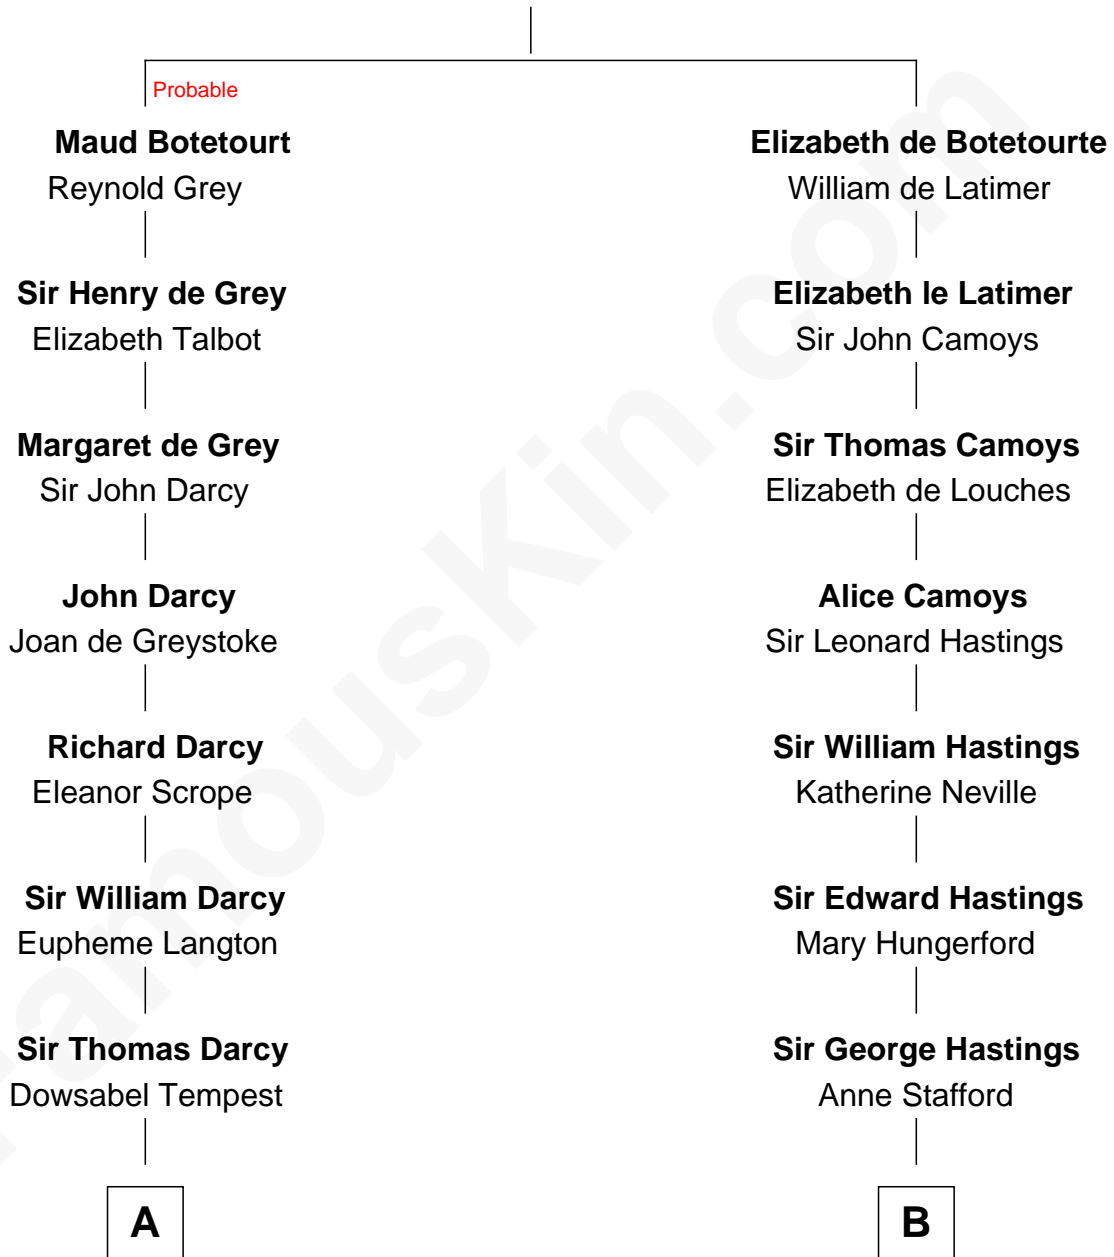 Probable
Maud Botetourt
Reynold Grey
Sir Henry de Grey
Elizabeth Talbot
Margaret de Grey
Sir John Darcy
John Darcy
Joan de Greystoke
Richard Darcy
Eleanor Scrope
Sir William Darcy
Eupheme Langton
Sir Thomas Darcy
Dowsabel Tempest
A
Elizabeth de Botetourte
William de Latimer
Elizabeth le Latimer
Sir John Camoys
Sir Thomas Camoys
Elizabeth de Louches
Alice Camoys
Sir Leonard Hastings
Sir William Hastings
Katherine Neville
Sir Edward Hastings
Mary Hungerford
Sir George Hastings
Anne Stafford
B
FamousKin.com